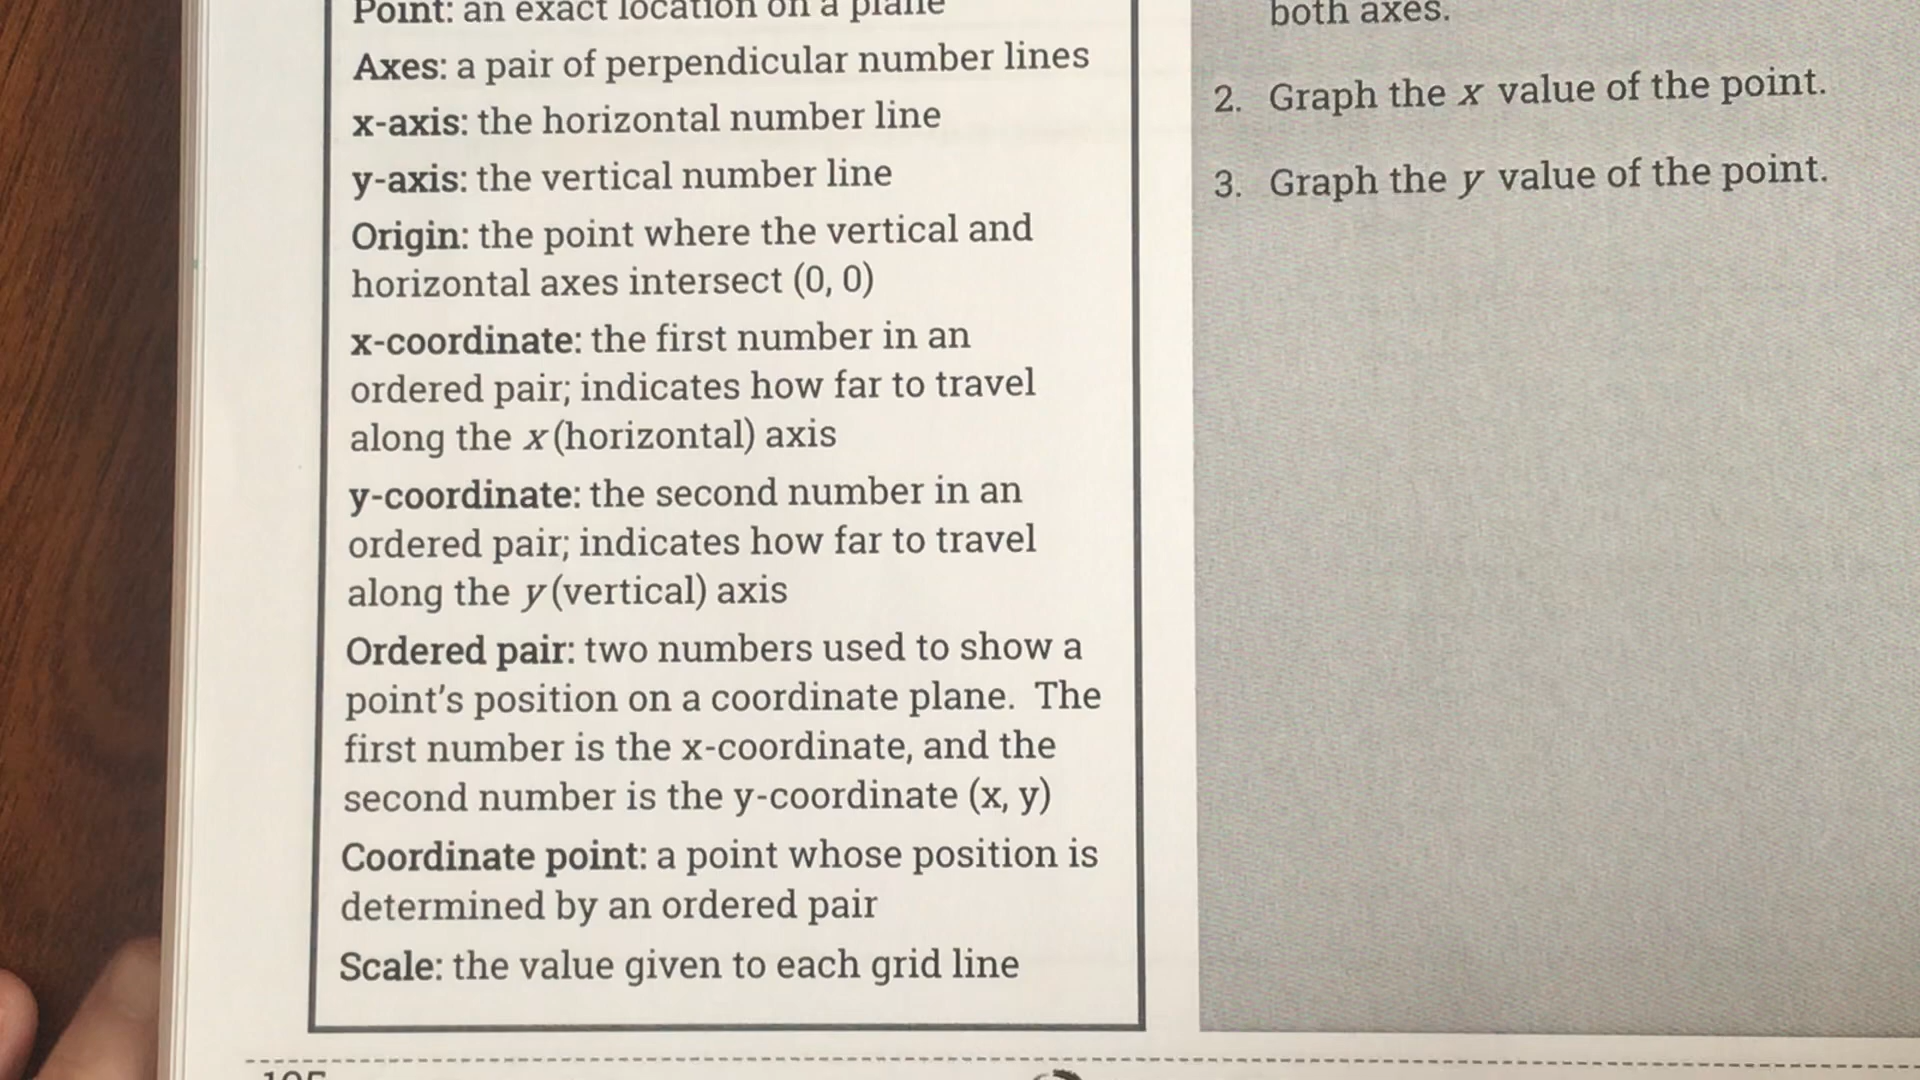 Point: an exact location on a plane
Axes: a pair of perpendicular number lines
x-axis: the horizontal number line
y-axis: the vertical number line
Origin: the point where the vertical and
horizontal axes intersect (0, 0)
x-coordinate: the first number in an
ordered pair; indicates how far to travel
along the x (horizontal) axis
y-coordinate: the second number in an
ordered pair; indicates how far to travel
along the y (vertical) axis
Ordered pair: two numbers used to show a
point's position on a coordinate plane. The
first number is the x-coordinate, and the
second number is the y-coordinate (x, y)
Coordinate point: a point whose position is
determined by an ordered pair
Scale: the value given to each grid line
both axes.
2. Graph the x value of the point.
3. Graph the y value of the point.